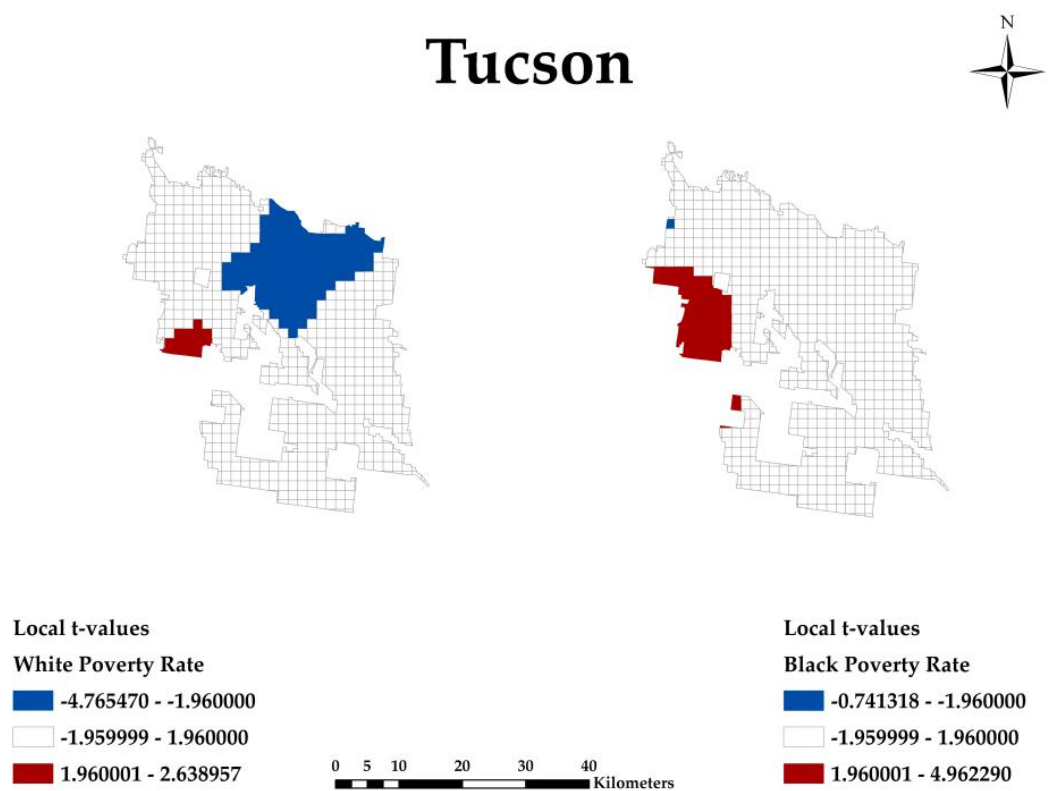 N
Tucson
Local t-values
White Poverty Rate
-4.765470 - -1.960000
-1.959999 - 1.960000
1.960001 - 2.638957
0 5 10 20 30 40
Kilometers
Local t-values
Black Poverty Rate
-0.741318 - -1.960000
-1.959999 - 1.960000
1.960001 - 4.962290